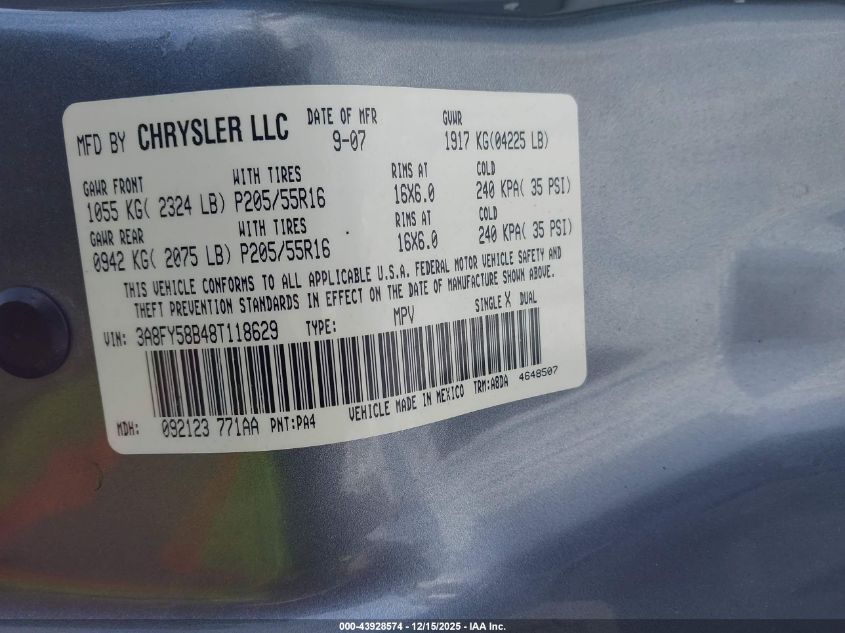 MFD BY CHRYSLER LLC DATE OF MFR GVWR
9-07 1917 KG(04225 LB)
GAWR FRONT WITH TIRES RIMS AT COLD
1055 KG( 2324 LB) P205/55R16 16X6.0 240 KPA( 35 PSI)
GAWR REAR WITH TIRES RIMS AT COLD
0942 KG( 2075 LB) P205/55R16 16X6.0 240 KPA( 35 PSI)
THIS VEHICLE CONFORMS TO ALL APPLICABLE U.S.A. FEDERAL MOTOR VEHICLE SAFETY AND
THEFT PREVENTION STANDARDS IN EFFECT ON THE DATE OF MANUFACTURE SHOWN ABOVE.
VIN: 3A8FY58B48T118629 TYPE: MPV SINGLE X DUAL
MDH: 092123 771AA PNT:PA4 VEHICLE MADE IN MEXICO TRM:ABDA 4648507
000-43928574 - 12/15/2025 - IAA Inc.